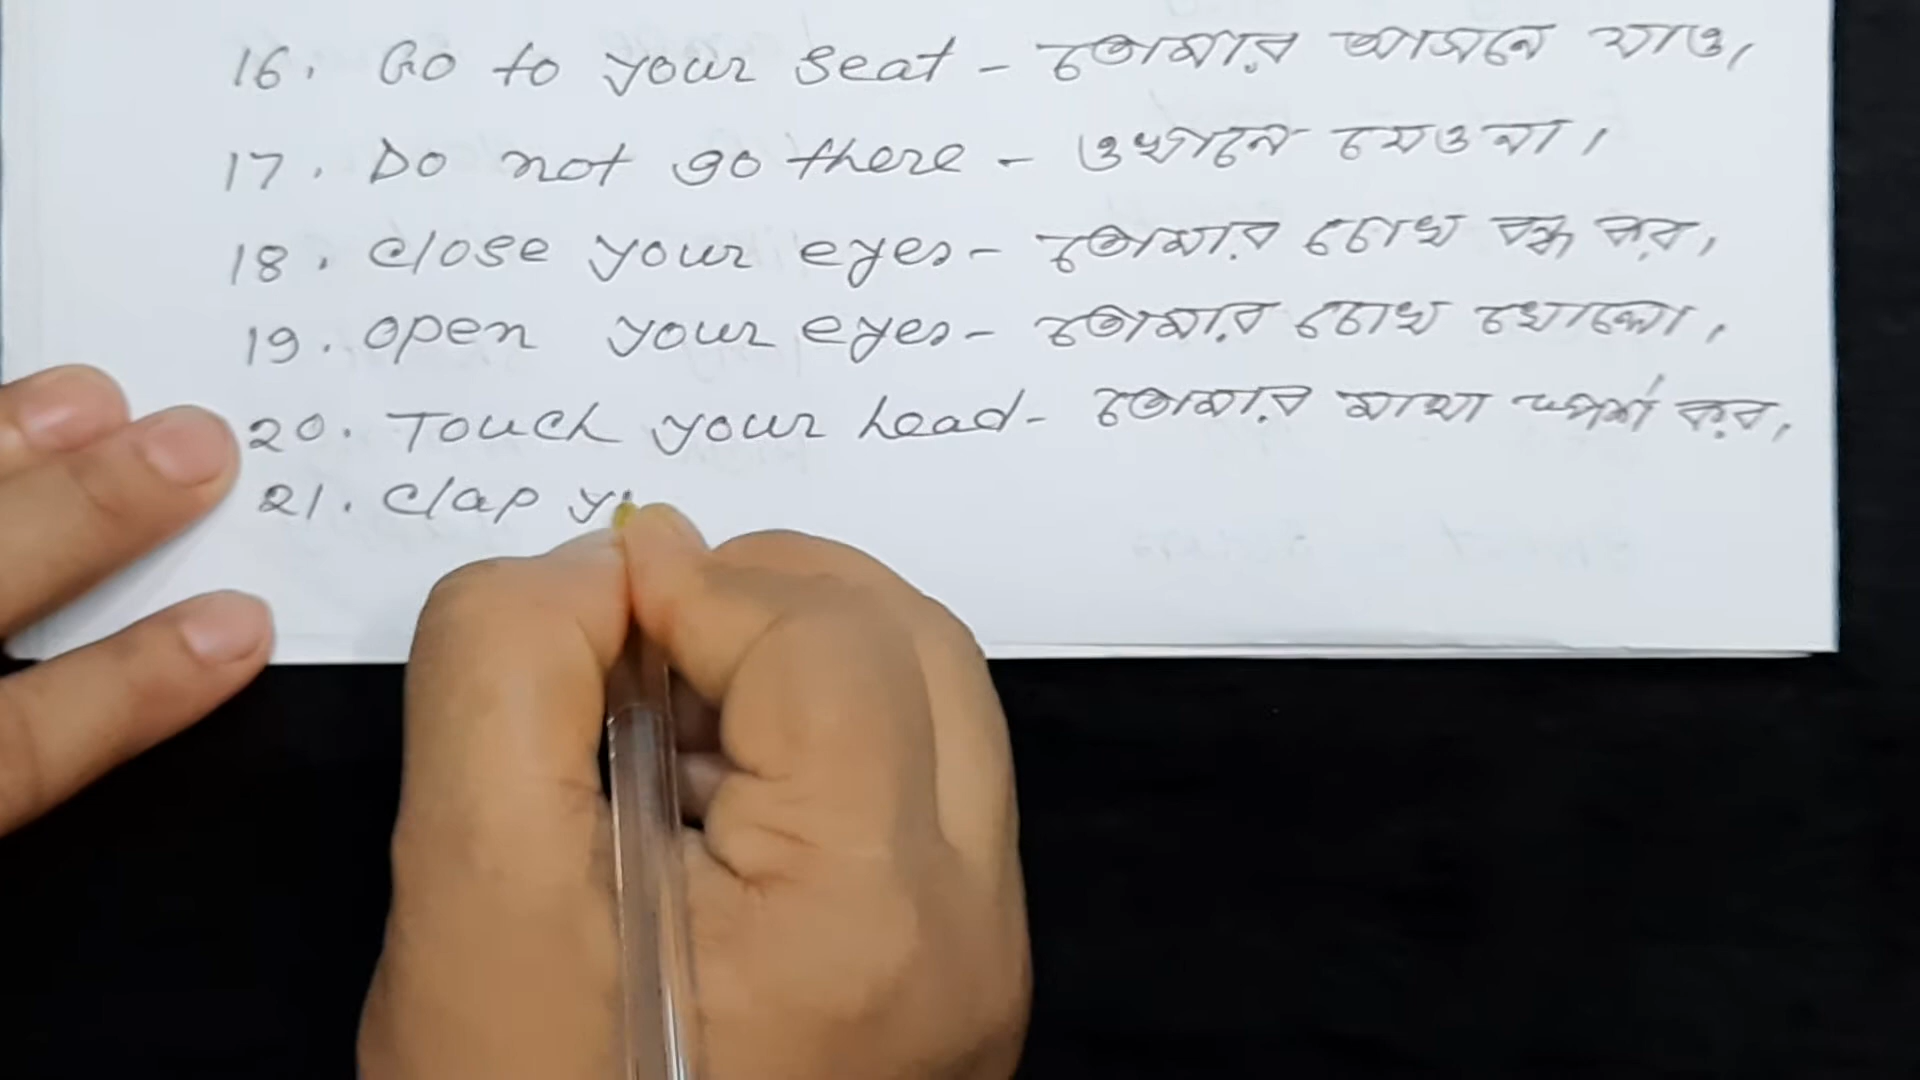 16. Go to your seat - তোমার আসনে যাও।
17. Do not go there - ওখানে যেওনা।
18. Close your eyes - তোমার চোখ বন্ধ কর।
19. Open your eyes - তোমার চোখ খোলো।
20. Touch your head - তোমার মাথা স্পর্শ কর।
21. Clap y